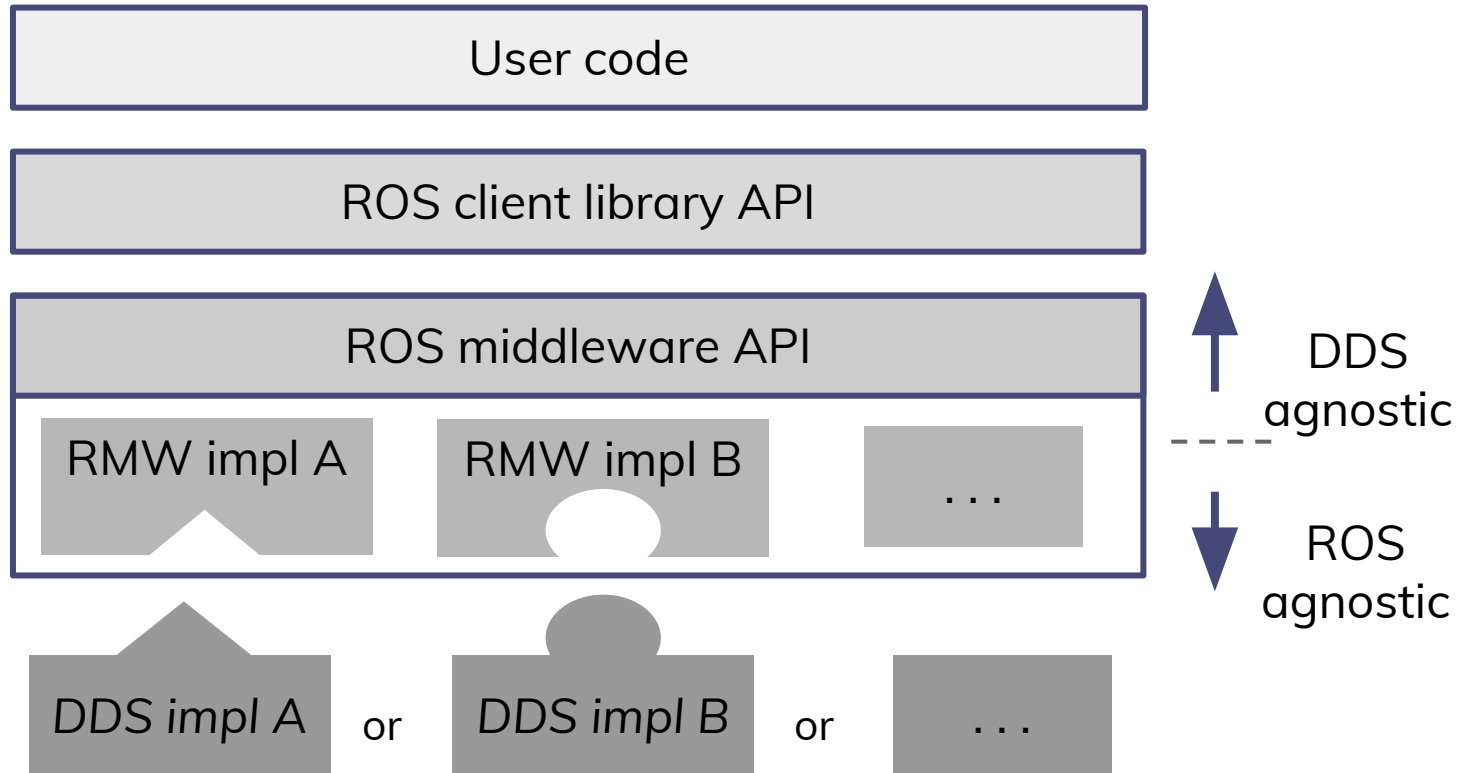 User code
ROS client library API
ROS middleware API
DDS
agnostic
RMW impl A
RMW impl B
. . .
ROS
agnostic
DDS impl A
or
DDS impl B
or
. . .